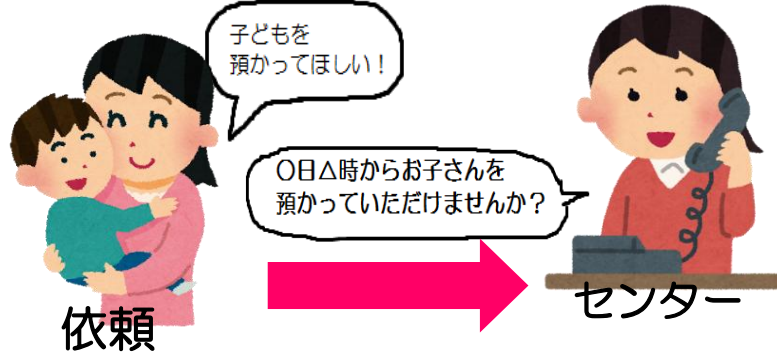 子どもを
預かってほしい！
〇日△時からお子さんを
預かっていただけませんか？
依頼
センター